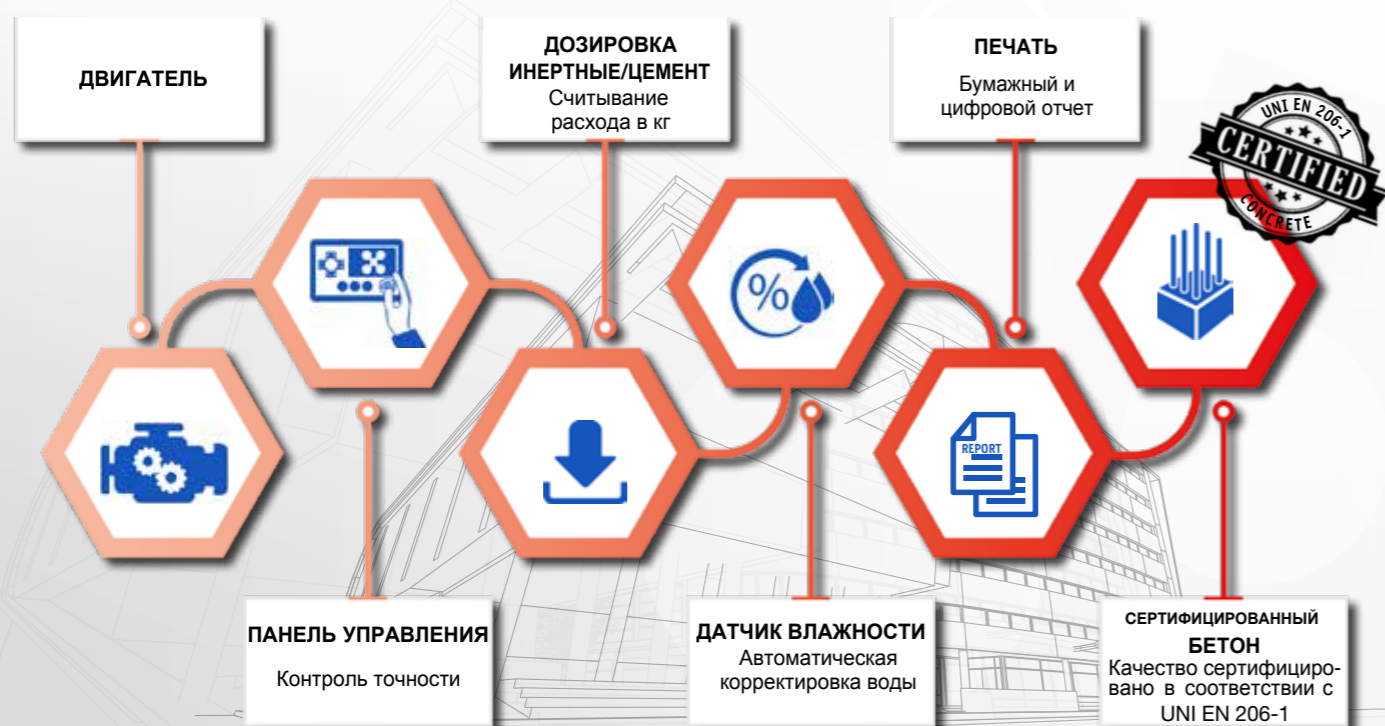 ДВИГАТЕЛЬ
ДОЗИРОВКА
ИНЕРТНЫЕ/ЦЕМЕНТ
Считывание
расхода в кг
ПЕЧАТЬ
Бумажный и
цифровой отчет
UNI EN 206-1
CERTIFIED
CONCRETE
%
REPORT
ПАНЕЛЬ УПРАВЛЕНИЯ
Контроль точности
ДАТЧИК ВЛАЖНОСТИ
Автоматическая
корректировка воды
СЕРТИФИЦИРОВАННЫЙ
БЕТОН
Качество сертифициро-
вано в соответствии с
UNI EN 206-1